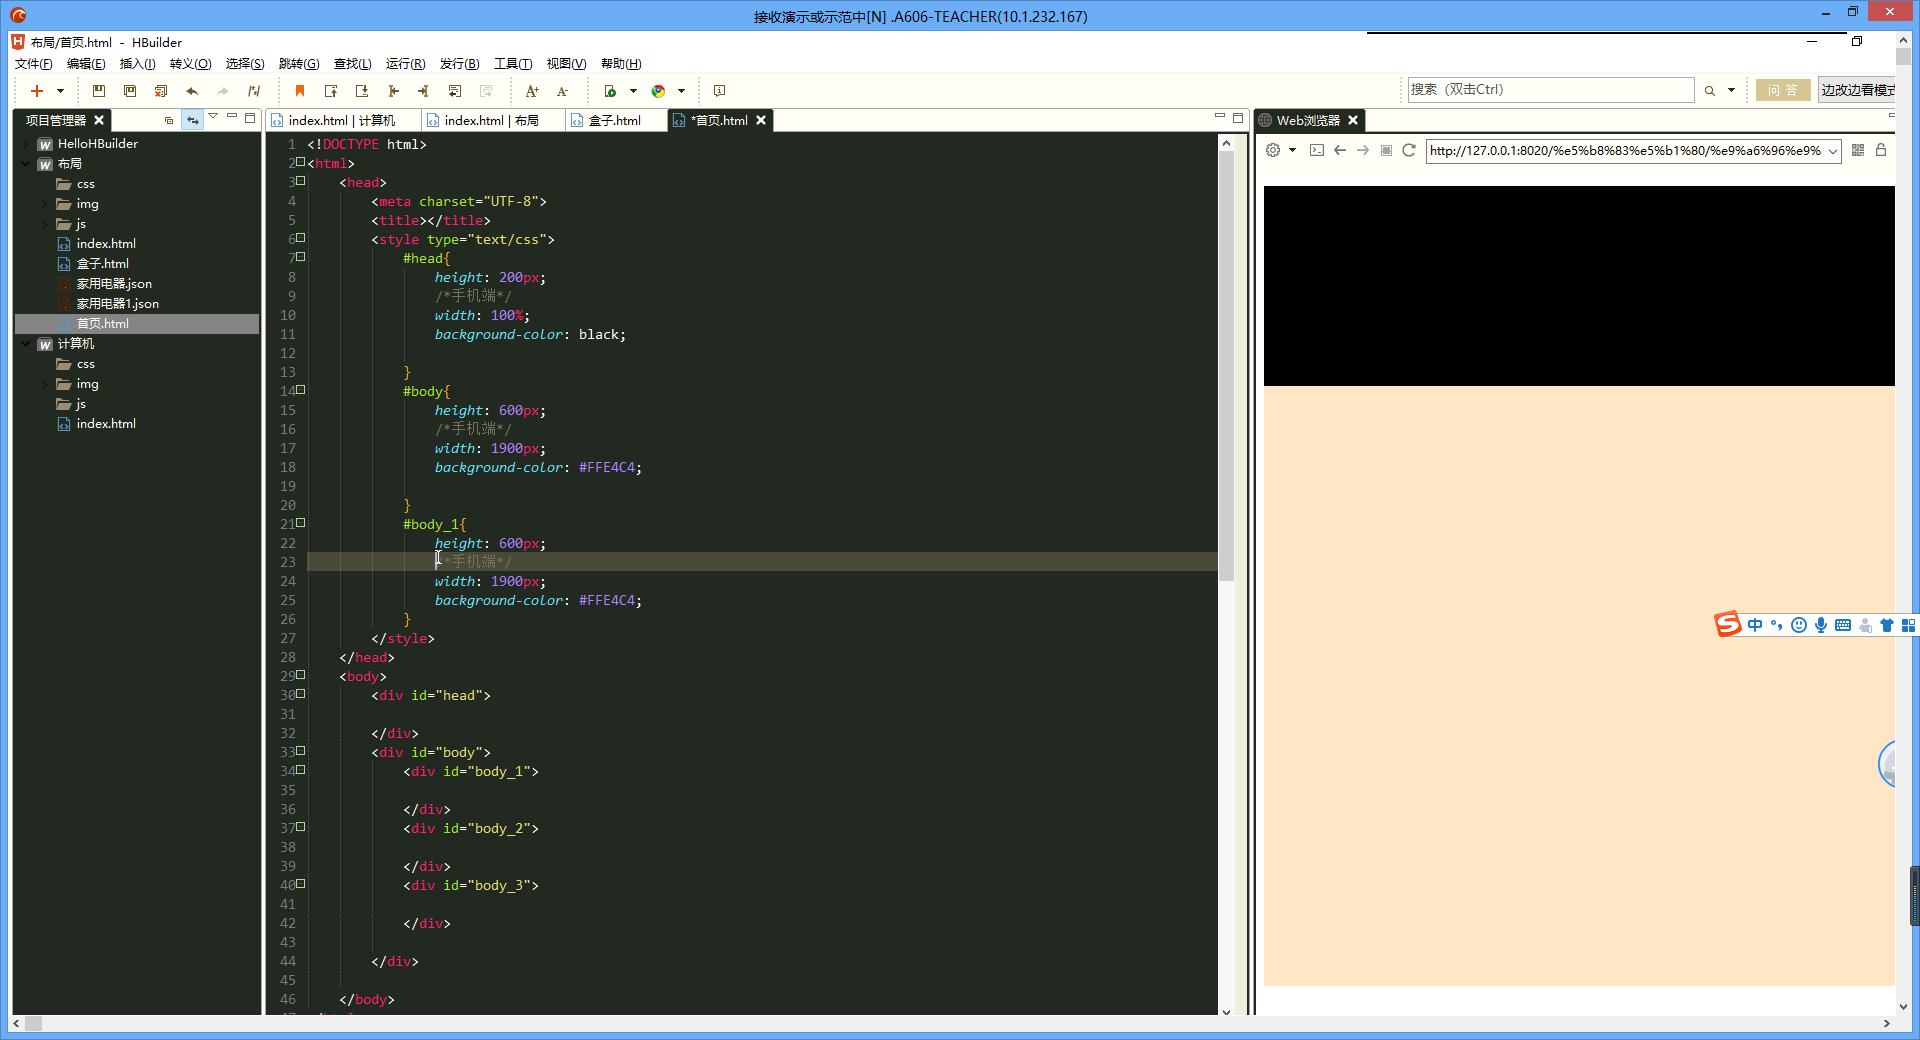 接收演示或示范中[N] .A606-TEACHER(10.1.232.167)
布局/首页.html - HBuilder
文件(F) 编辑(E) 插入(I) 转义(O) 选择(S) 跳转(G) 查找(L) 运行(R) 发行(B) 工具(T) 视图(V) 帮助(H)
搜索（双击Ctrl） 问 答 边改边看模式
项目管理器 index.html | 计算机 index.html | 布局 盒子.html *首页.html Web浏览器
http://127.0.0.1:8020/%e5%b8%83%e5%b1%80/%e9%a6%96%e9%
HelloHBuilder
布局
css
img
js
index.html
盒子.html
家用电器.json
家用电器1.json
首页.html
计算机
css
img
js
index.html
1 <!DOCTYPE html>
2 <html>
3 <head>
4 <meta charset="UTF-8">
5 <title></title>
6 <style type="text/css">
7 #head{
8 height: 200px;
9 /*手机端*/
10 width: 100%;
11 background-color: black;
12
13 }
14 #body{
15 height: 600px;
16 /*手机端*/
17 width: 1900px;
18 background-color: #FFE4C4;
19
20 }
21 #body_1{
22 height: 600px;
23 /*手机端*/
24 width: 1900px;
25 background-color: #FFE4C4;
26 }
27 </style>
28 </head>
29 <body>
30 <div id="head">
31
32 </div>
33 <div id="body">
34 <div id="body_1">
35
36 </div>
37 <div id="body_2">
38
39 </div>
40 <div id="body_3">
41
42 </div>
43
44 </div>
45
46 </body>
中